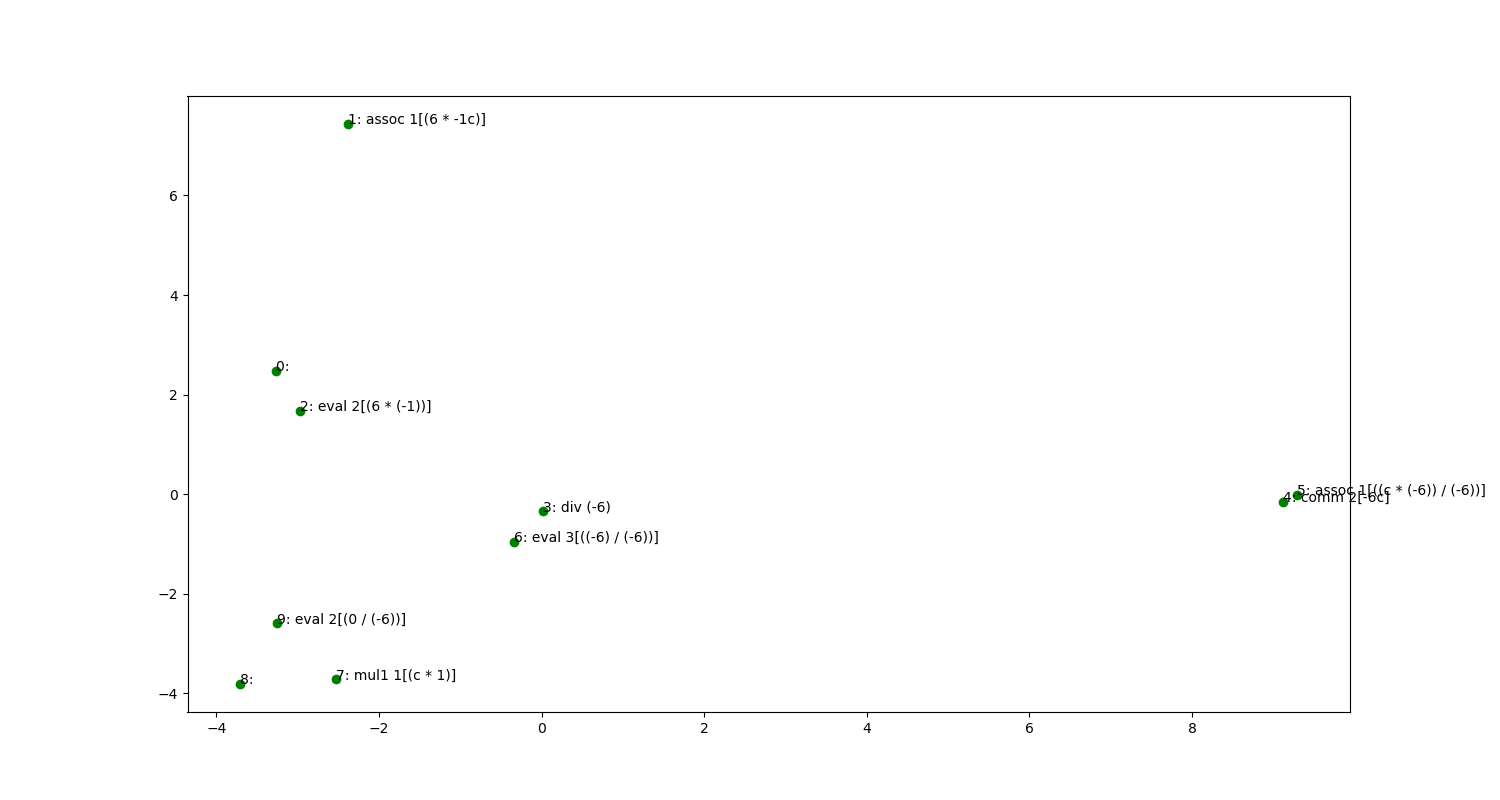 1: assoc 1[(6 * -1c)]
6
4
0:
2
2: eval 2[(6 * (-1))]
5: assoc 1[((c * (-6)) / (-6))]
0
4: comm 2[-6c]
3: div (-6)
6: eval 3[((-6) / (-6))]
−2
9: eval 2[(0 / (-6))]
7: mul1 1[(c * 1)]
8:
−4
−4 −2 0 2 4 6 8